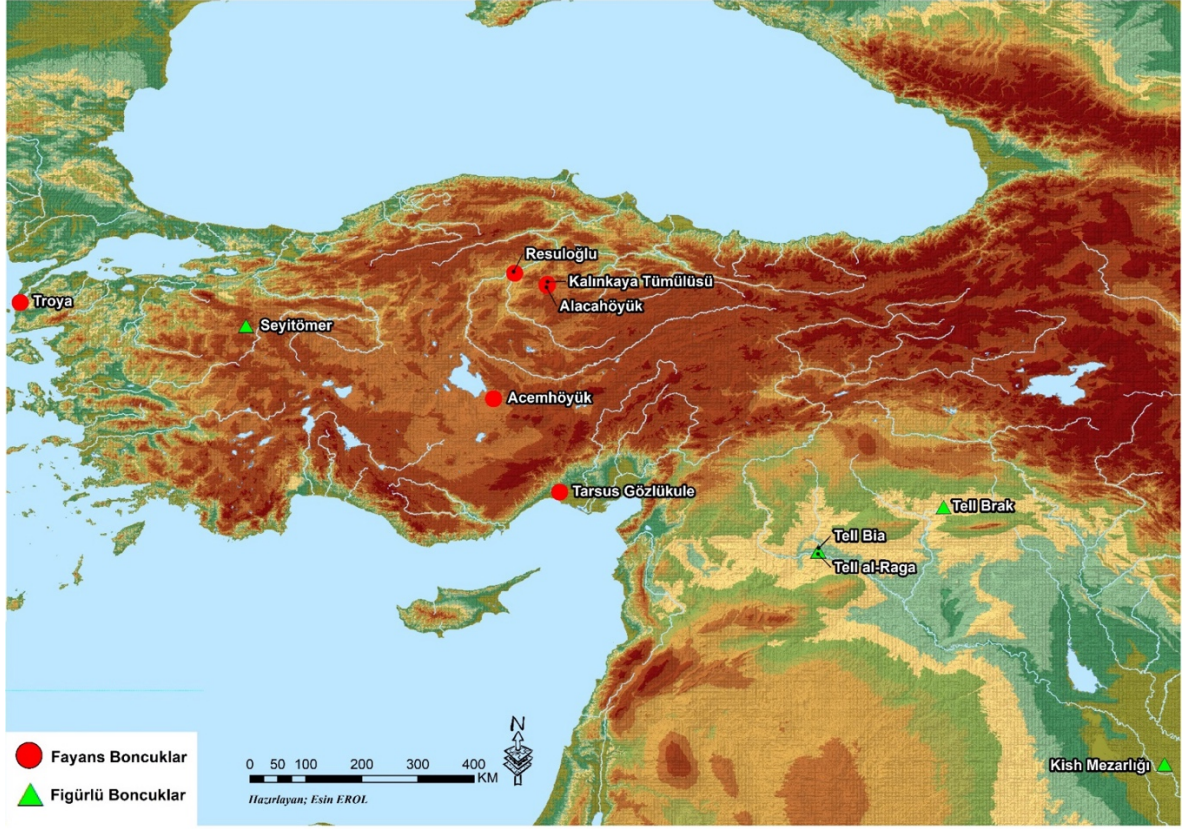 Resuloğlu
Kalınkaya Tümülüsü
Alacahöyük
Troya
Seyitömer
Acemhöyük
Tarsus Gözlükule
Tell Brak
Tell Bia
Tell al-Raga
Kish Mezarlığı
N
0 50 100 200 300 400
KM
Hazırlayan; Esin EROL
Fayans Boncuklar
Figürlü Boncuklar